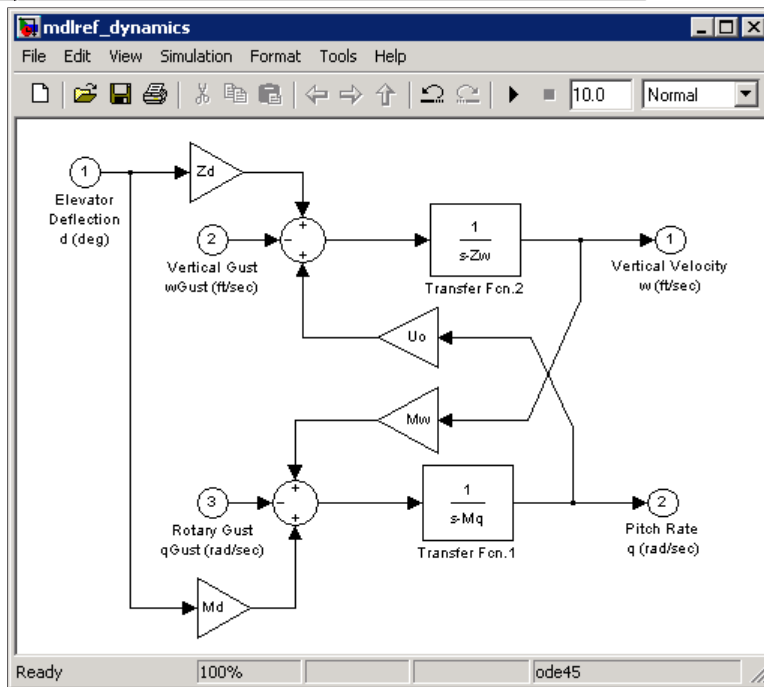 mdlref_dynamics
File Edit View Simulation Format Tools Help
10.0 Normal
1
Elevator
Deflection
d (deg)
Zd
2
Vertical Gust
wGust (ft/sec)
+
−
+
1
s-Zw
Transfer Fcn.2
1
Vertical Velocity
w (ft/sec)
Uo
Mw
3
Rotary Gust
qGust (rad/sec)
+
−
+
1
s-Mq
Transfer Fcn.1
2
Pitch Rate
q (rad/sec)
Md
Ready 100% ode45